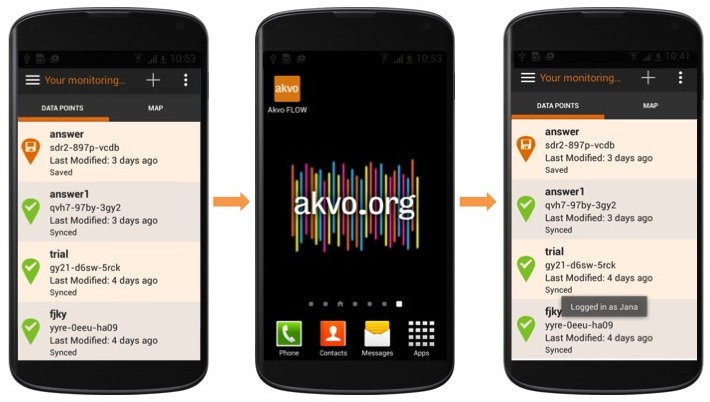 10:53
Your monitoring...
DATA POINTS
MAP
answer
sdr2-897p-vcdb
Last Modified: 3 days ago
Saved
answer1
qvh7-97by-3gy2
Last Modified: 3 days ago
Synced
trial
gy21-d6sw-5rck
Last Modified: 4 days ago
Synced
fjky
yyre-0eeu-ha09
Last Modified: 4 days ago
Synced
10:53
akvo
Akvo FLOW
akvo.org
Phone
Contacts
Messages
Apps
10:41
Your monitoring...
DATA POINTS
MAP
answer
sdr2-897p-vcdb
Last Modified: 3 days ago
Saved
answer1
qvh7-97by-3gy2
Last Modified: 3 days ago
Synced
trial
gy21-d6sw-5rck
Last Modified: 4 days ago
Synced
Logged in as Jana
fjky
yyre-0eeu-ha09
Last Modified: 4 days ago
Synced